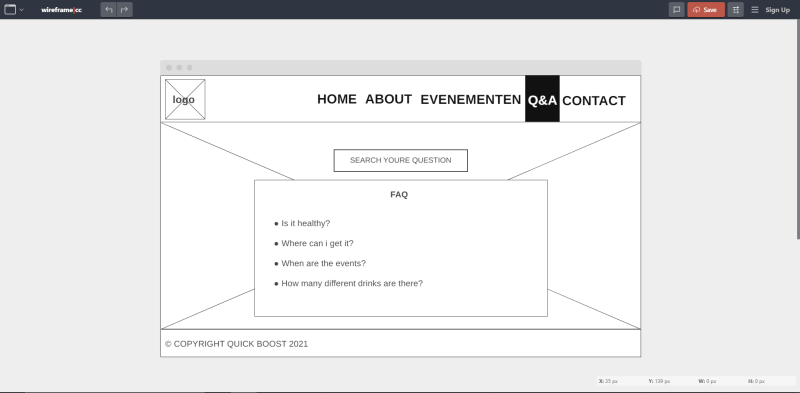 wireframe|cc
Save
Sign Up
logo
HOME ABOUT EVENEMENTEN Q&A CONTACT
SEARCH YOURE QUESTION
FAQ
● Is it healthy?
● Where can i get it?
● When are the events?
● How many different drinks are there?
© COPYRIGHT QUICK BOOST 2021
X: 23 px Y: 139 px W: 0 px H: 0 px